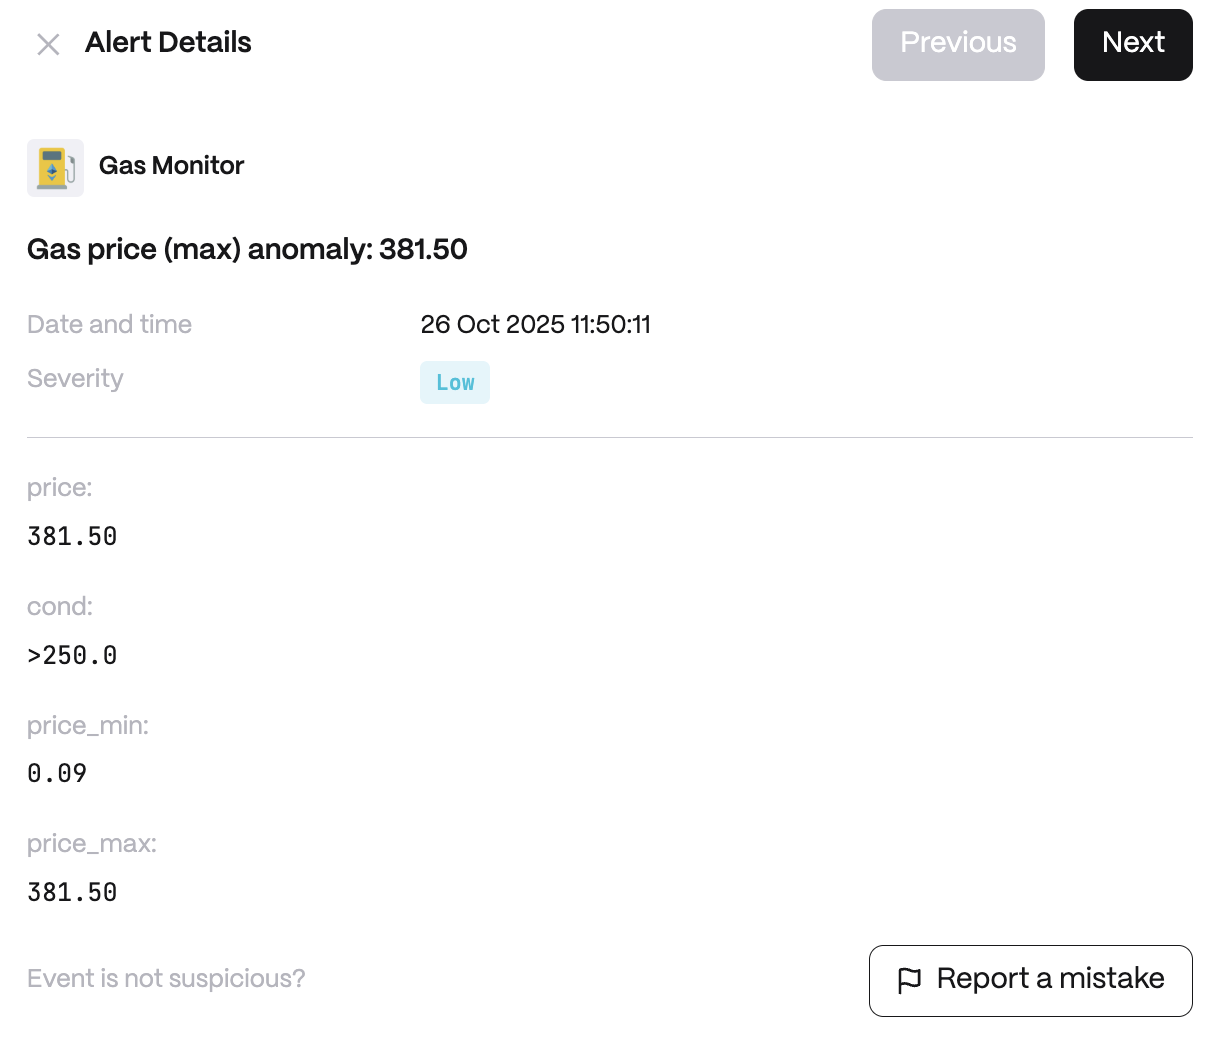 Alert Details
Previous
Next
Gas Monitor
Gas price (max) anomaly: 381.50
Date and time
26 Oct 2025 11:50:11
Severity
Low
price:
381.50
cond:
>250.0
price_min:
0.09
price_max:
381.50
Event is not suspicious?
Report a mistake